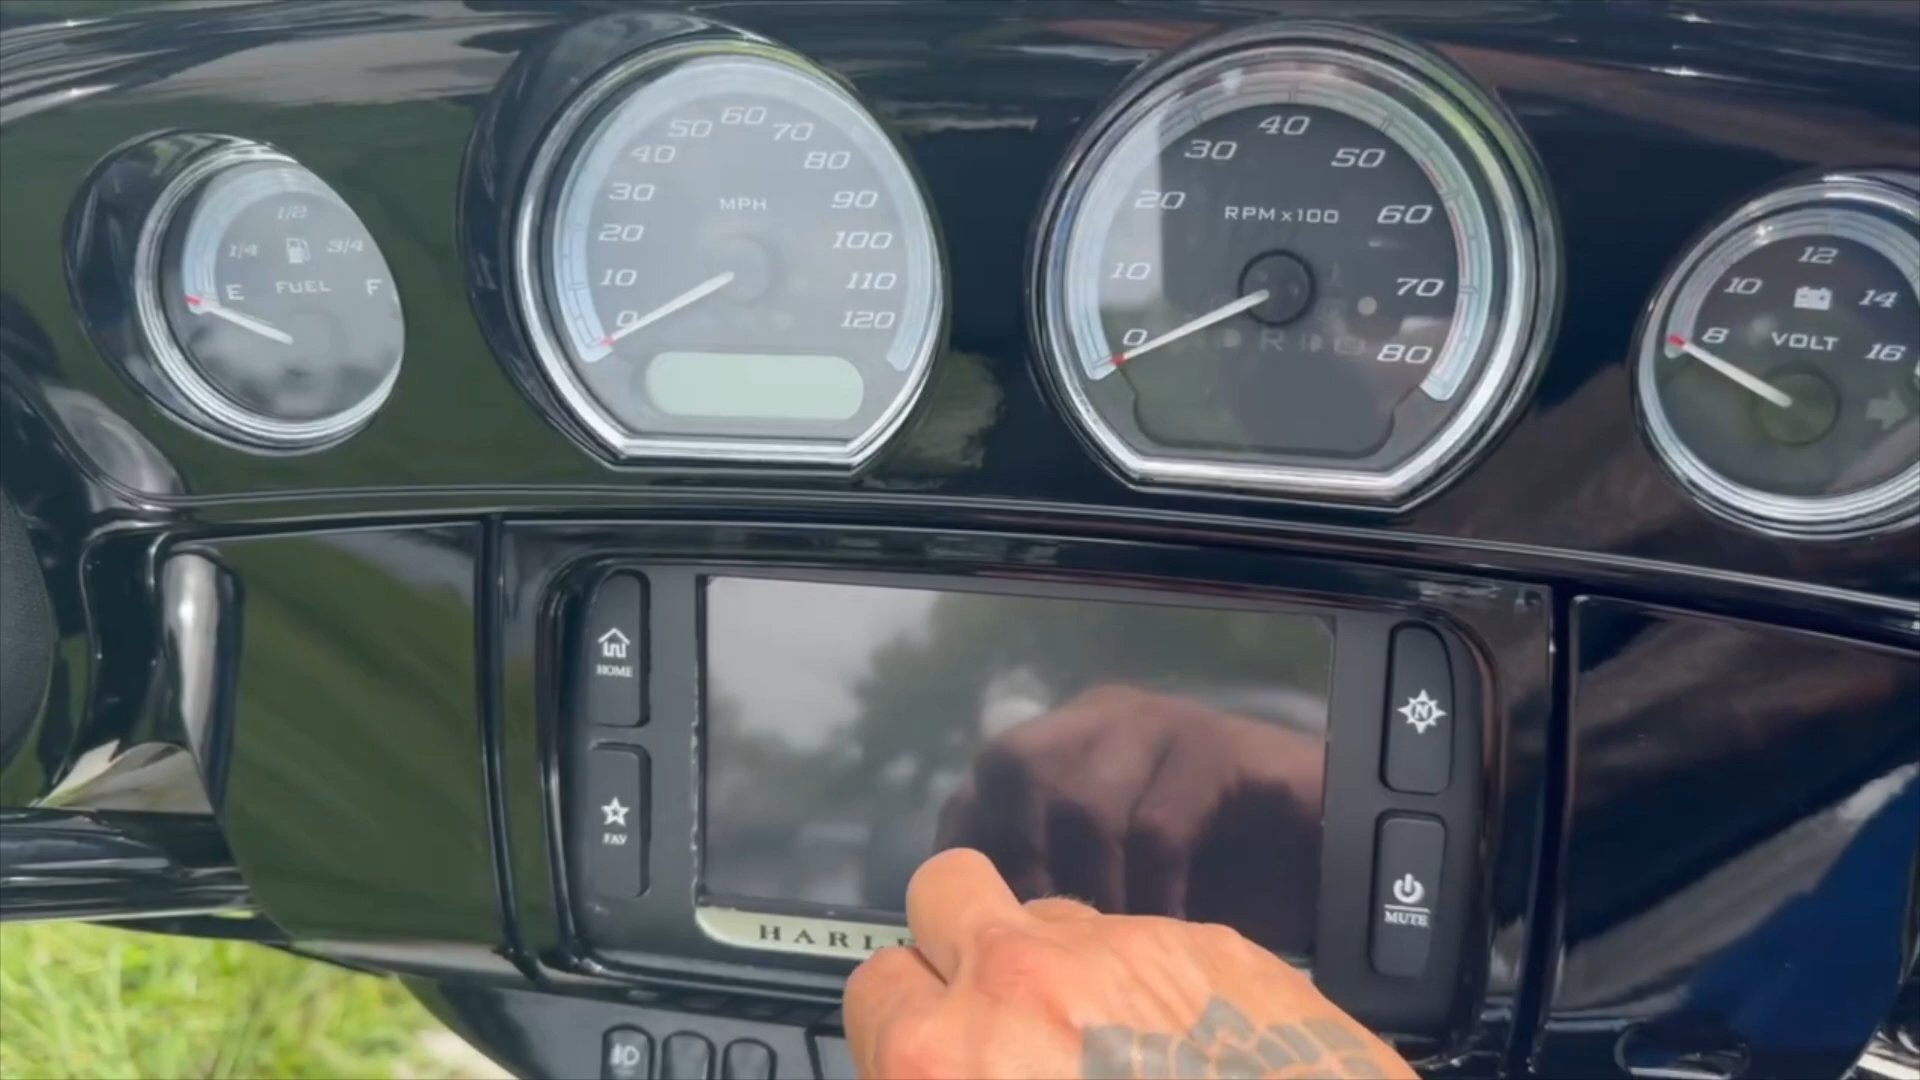 1/4 1/2 3/4
E FUEL F
0 10 20 30 40 50 60 70 80 90 100 110 120
MPH
0 10 20 30 40 50 60 70 80
RPMx100
8 10 12 14 16
VOLT
HOME
FAV
N
MUTE
HARL